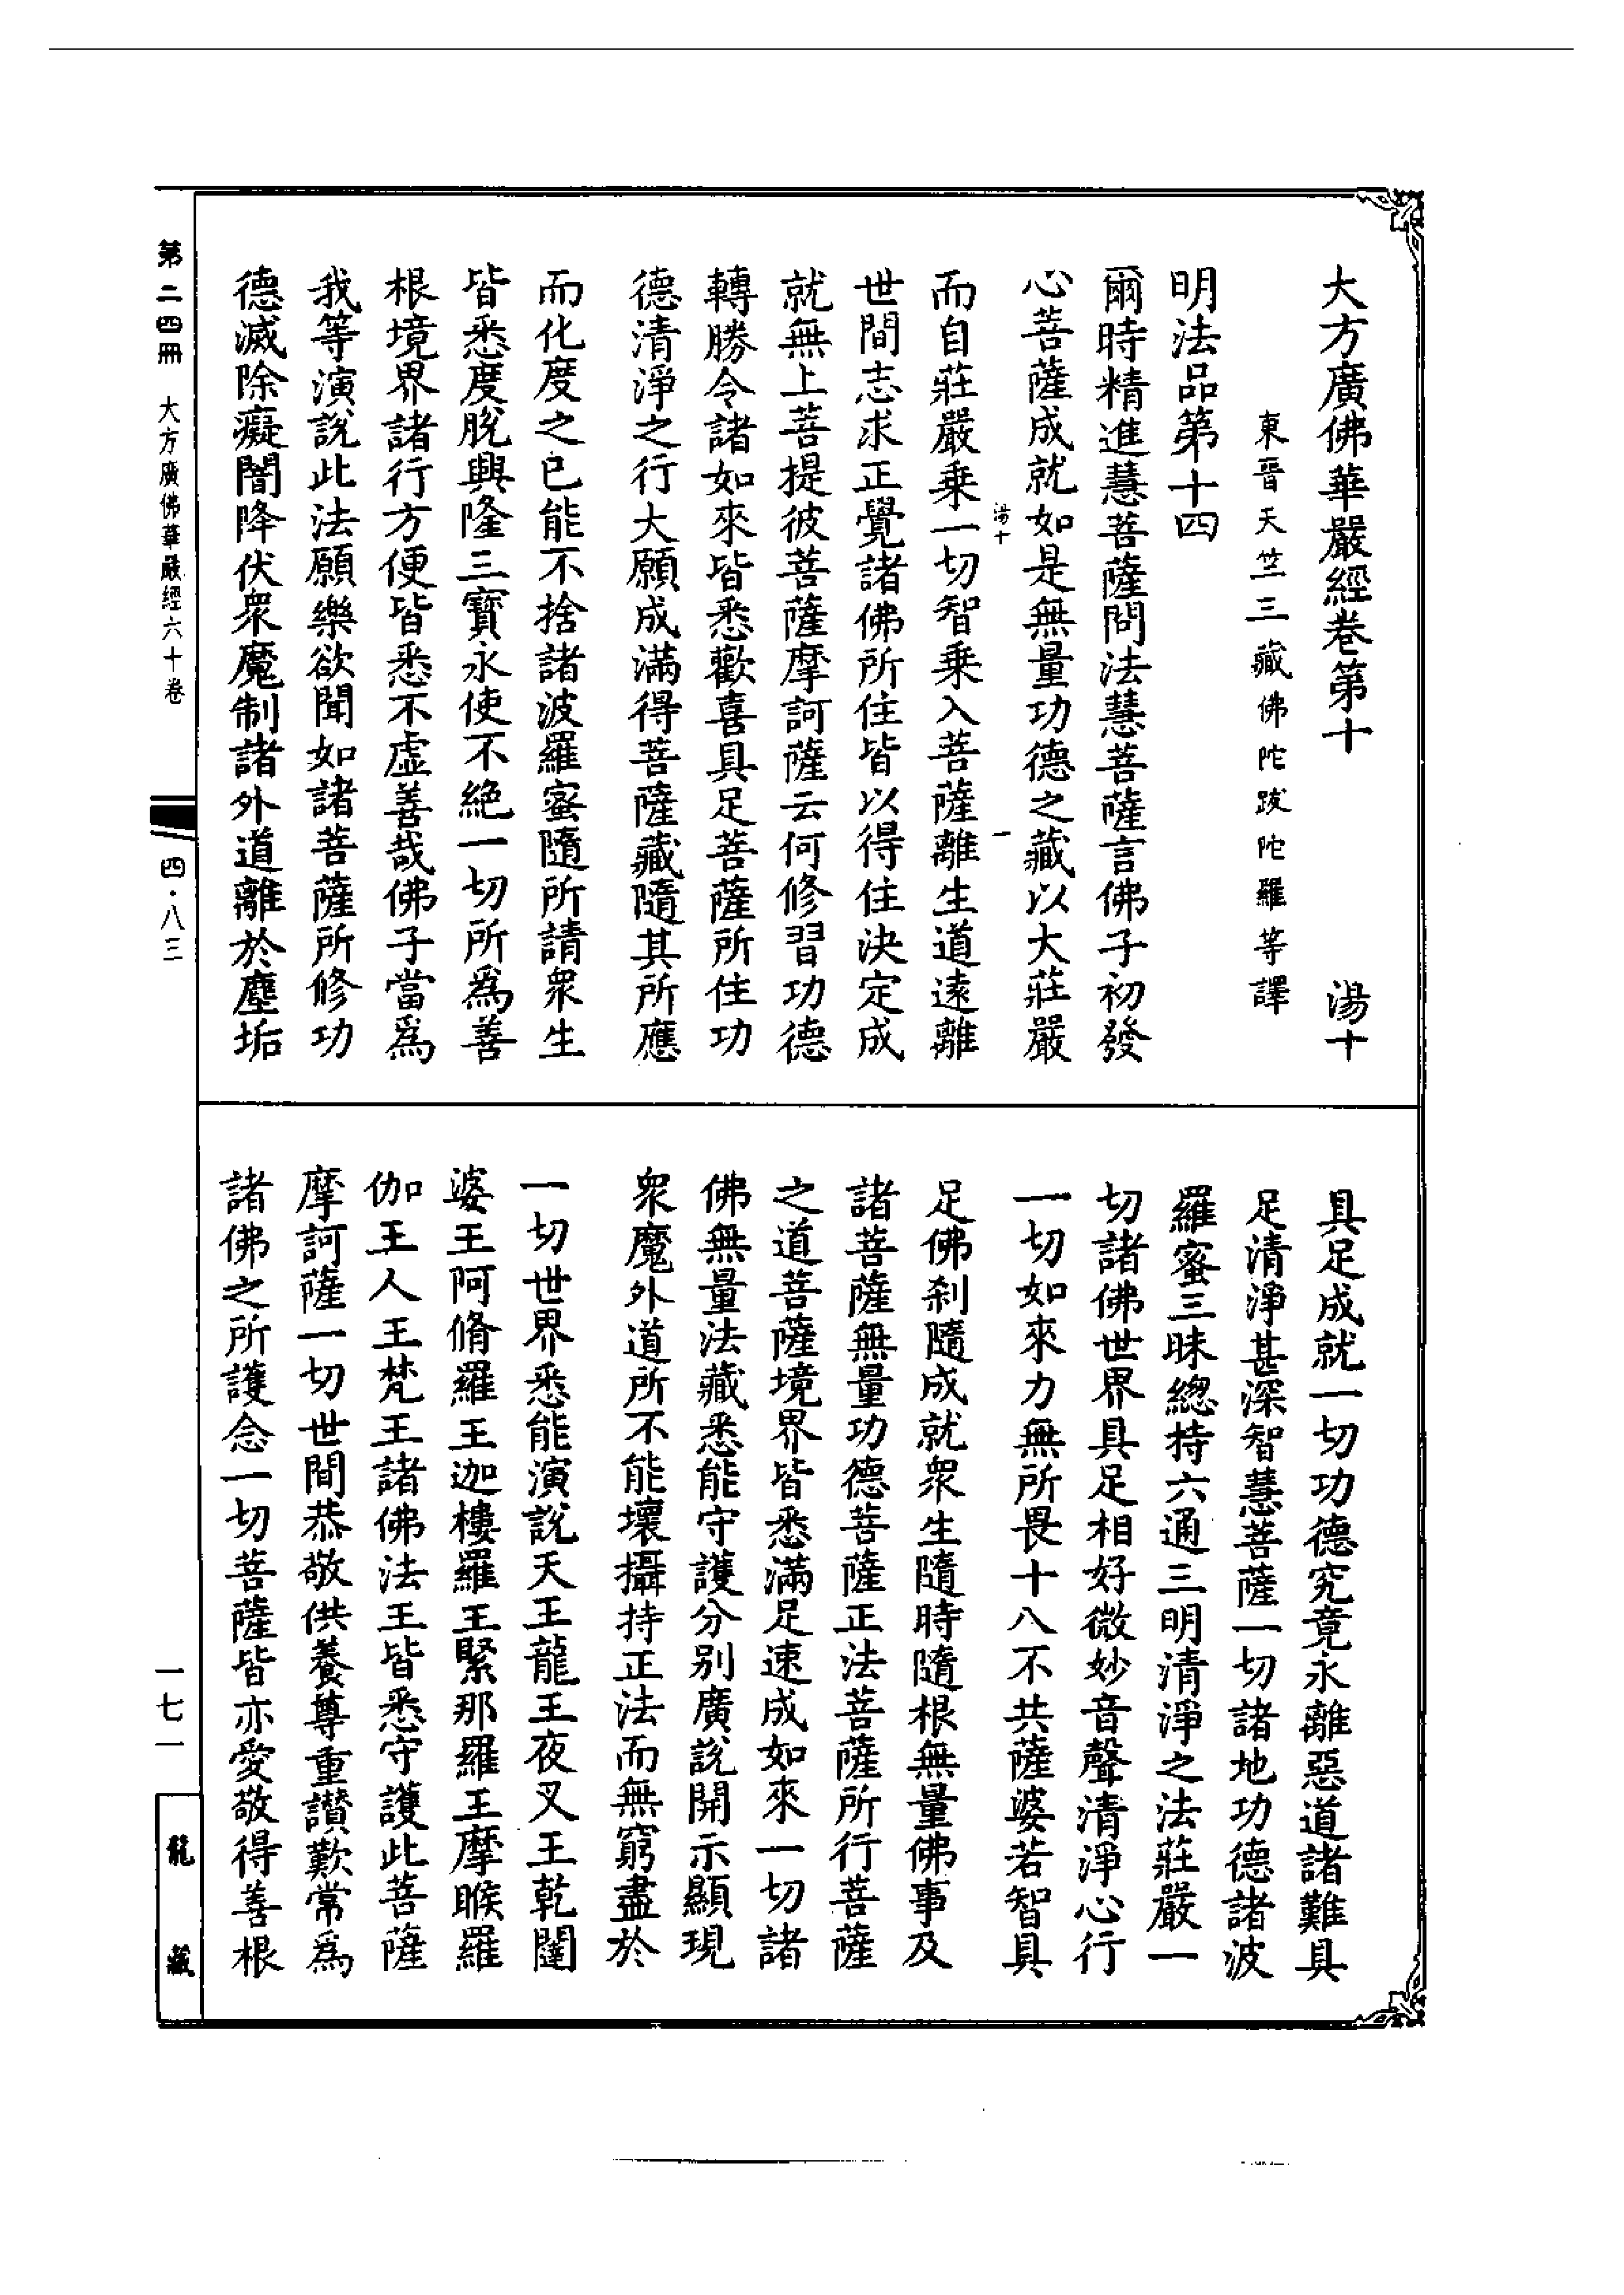 大方廣佛華嚴經卷第十　湯十
東晉天竺三藏佛陀跋陀羅等譯
明法品第十四
爾時精進慧菩薩問法慧菩薩言佛子初發
心菩薩成就如是無量功德之藏以大莊嚴
湯十　一
而自莊嚴乘一切智乘入菩薩離生道遠離
世間志求正覺諸佛所住皆以得住決定成
就無上菩提彼菩薩摩訶薩云何修習功德
轉勝令諸如來皆悉歡喜具足菩薩所住功
德清淨之行大願成滿得菩薩藏隨其所應
而化度之已能不捨諸波羅蜜隨所請眾生
皆悉度脫興隆三寶永使不絕一切所為善
根境界諸行方便皆悉不虛善哉佛子當為
我等演說此法願樂欲聞如諸菩薩所修功
德滅除癡闇降伏眾魔制諸外道離於塵垢
具足成就一切功德究竟永離惡道諸難具
足清淨甚深智慧菩薩一切諸地功德諸波
羅蜜三昧總持六通三明清淨之法莊嚴一
切諸佛世界具足相好微妙音聲清淨心行
一切如來力無所畏十八不共薩婆若智具
足佛剎隨成就眾生隨時隨根無量佛事及
諸菩薩無量功德菩薩正法菩薩所行菩薩
之道菩薩境界皆悉滿足速成如來一切諸
佛無量法藏悉能守護分別廣說開示顯現
眾魔外道所不能壞攝持正法而無窮盡於
一切世界悉能演說天王龍王夜叉王乾闥
婆王阿脩羅王迦樓羅王緊那羅王摩睺羅
伽王人王梵王諸佛法王皆悉守護此菩薩
摩訶薩一切世間恭敬供養尊重讚歎常為
諸佛之所護念一切菩薩皆亦愛敬得善根
第二四冊　大方廣佛華嚴經六十卷
四·八三
一七一
龍藏